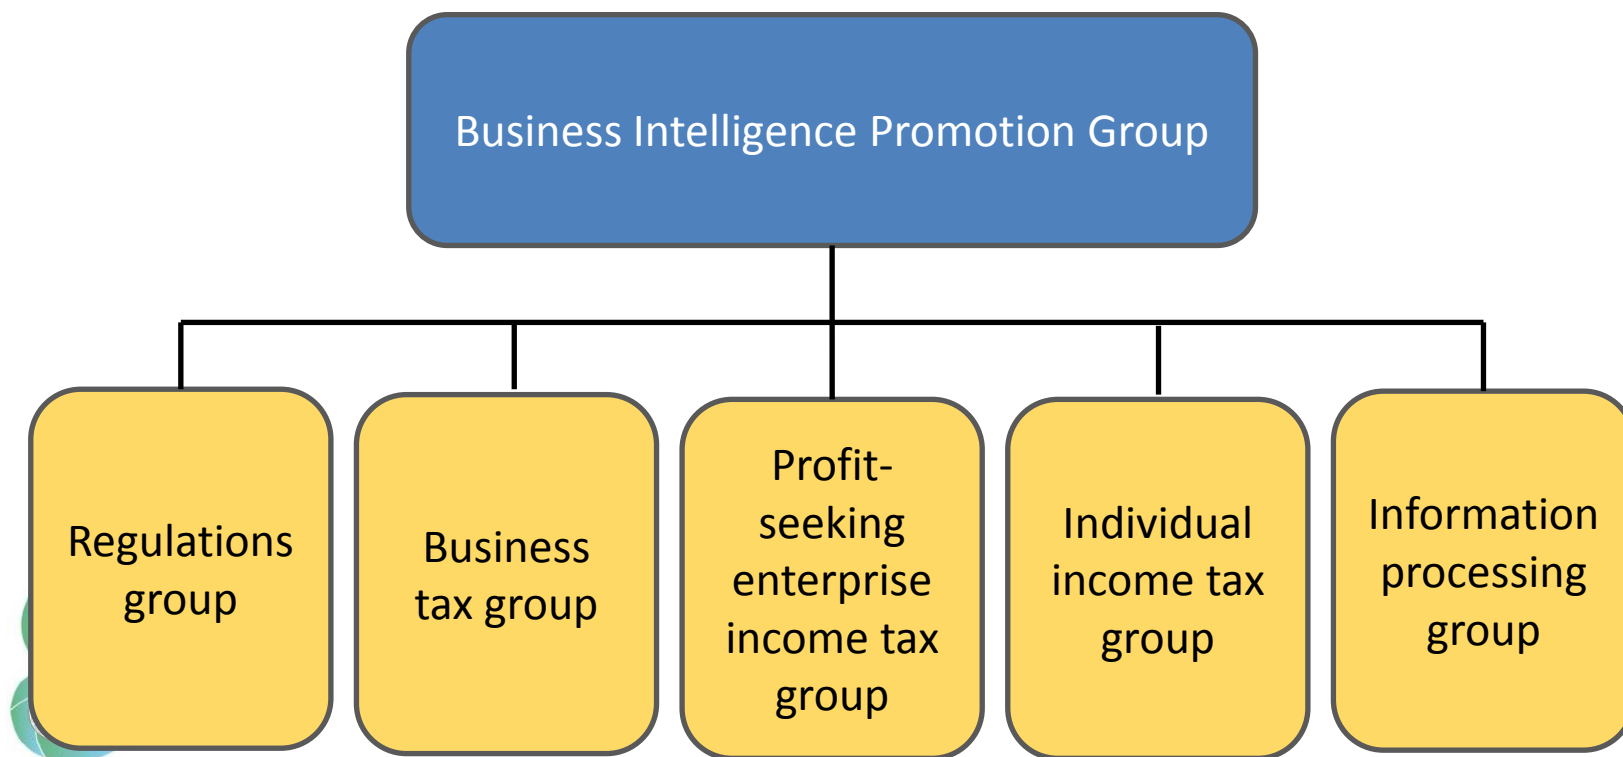 Business Intelligence Promotion Group
Regulations
group
Business
tax group
Profit-
seeking
enterprise
income tax
group
Individual
income tax
group
Information
processing
group